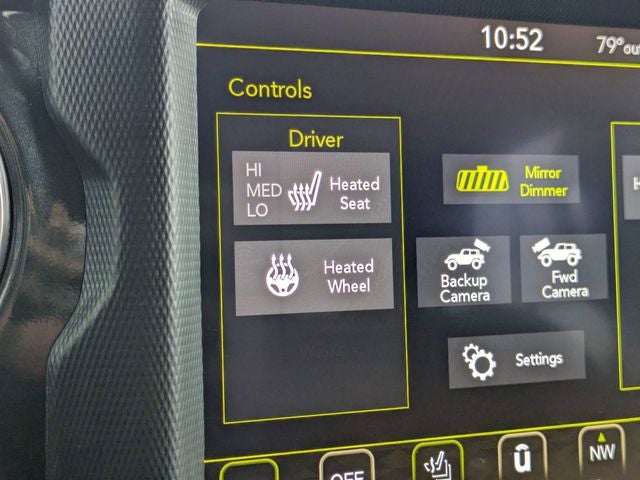 10:52
79° out
Controls
Driver
HI
MED
LO
Heated
Seat
Mirror
Dimmer
Heated
Wheel
Backup
Camera
Fwd
Camera
Settings
OFF
û
NW